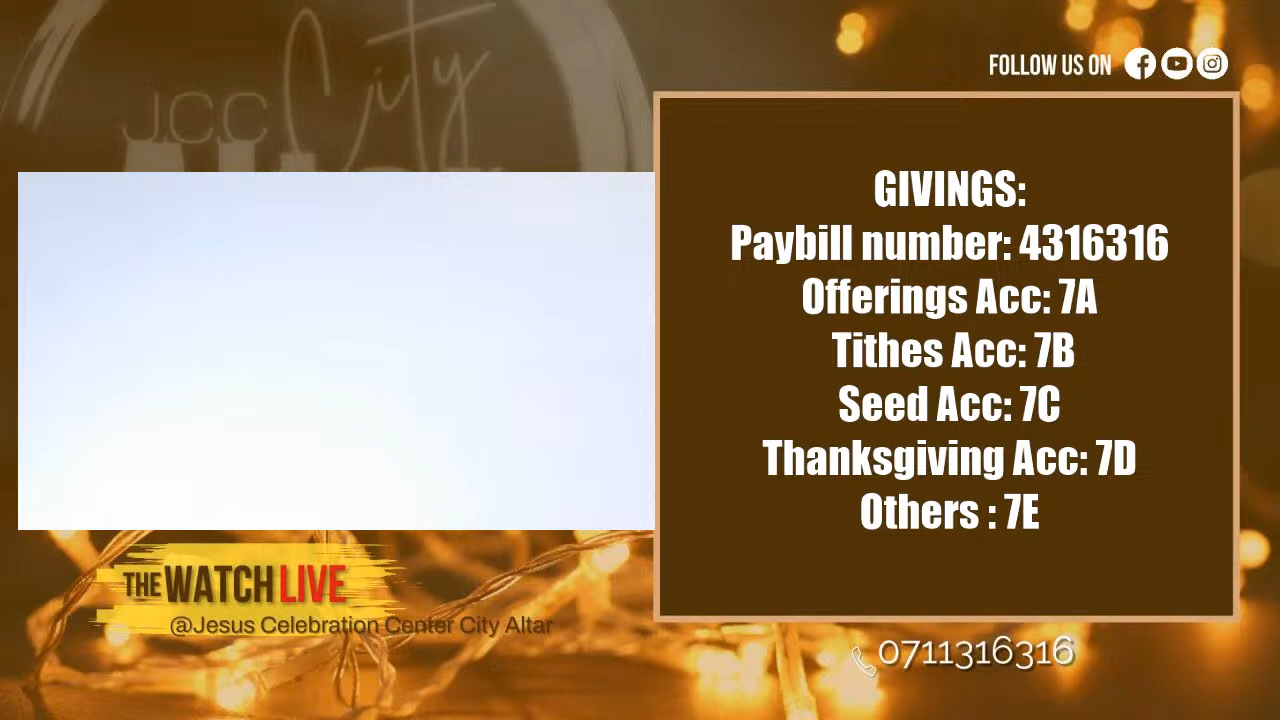 FOLLOW US ON
J.C.C City
GIVINGS:
Paybill number: 4316316
Offerings Acc: 7A
Tithes Acc: 7B
Seed Acc: 7C
Thanksgiving Acc: 7D
Others : 7E
THE WATCH LIVE
@Jesus Celebration Center City Altar
0711316316